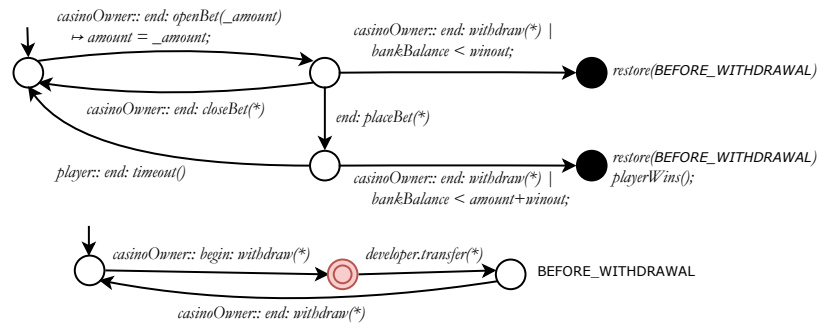 casinoOwner:: end: openBet(_amount)
↦ amount = _amount;
casinoOwner:: end: withdraw(*) |
bankBalance < winout;
restore(BEFORE_WITHDRAWAL)
casinoOwner:: end: closeBet(*)
end: placeBet(*)
player:: end: timeout()
restore(BEFORE_WITHDRAWAL)
playerWins();
casinoOwner:: end: withdraw(*) |
bankBalance < amount+winout;
casinoOwner:: begin: withdraw(*)
developer.transfer(*)
BEFORE_WITHDRAWAL
casinoOwner:: end: withdraw(*)